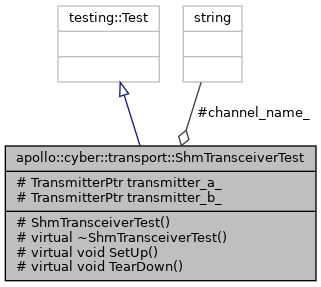 testing::Test
string
#channel_name_
apollo::cyber::transport::ShmTransceiverTest
# TransmitterPtr transmitter_a_
# TransmitterPtr transmitter_b_
# ShmTransceiverTest()
# virtual ~ShmTransceiverTest()
# virtual void SetUp()
# virtual void TearDown()